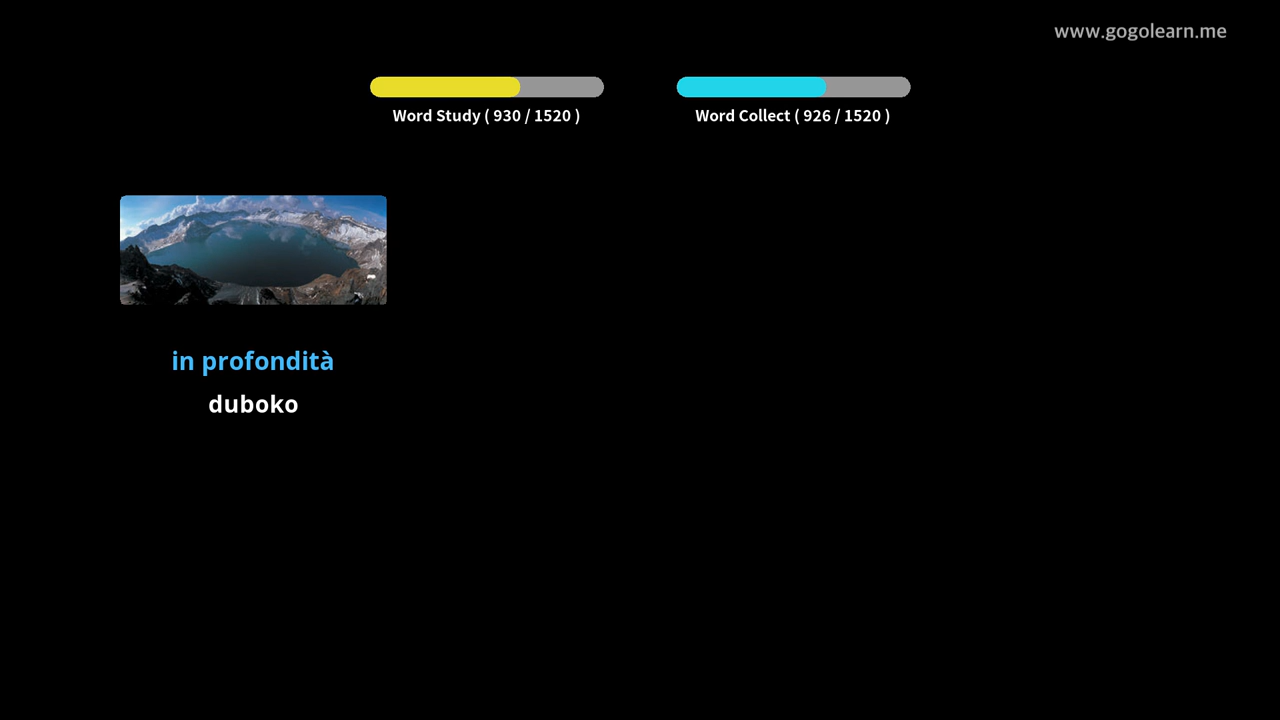 www.gogolearn.me
Word Study ( 930 / 1520 )
Word Collect ( 926 / 1520 )
in profondità
duboko